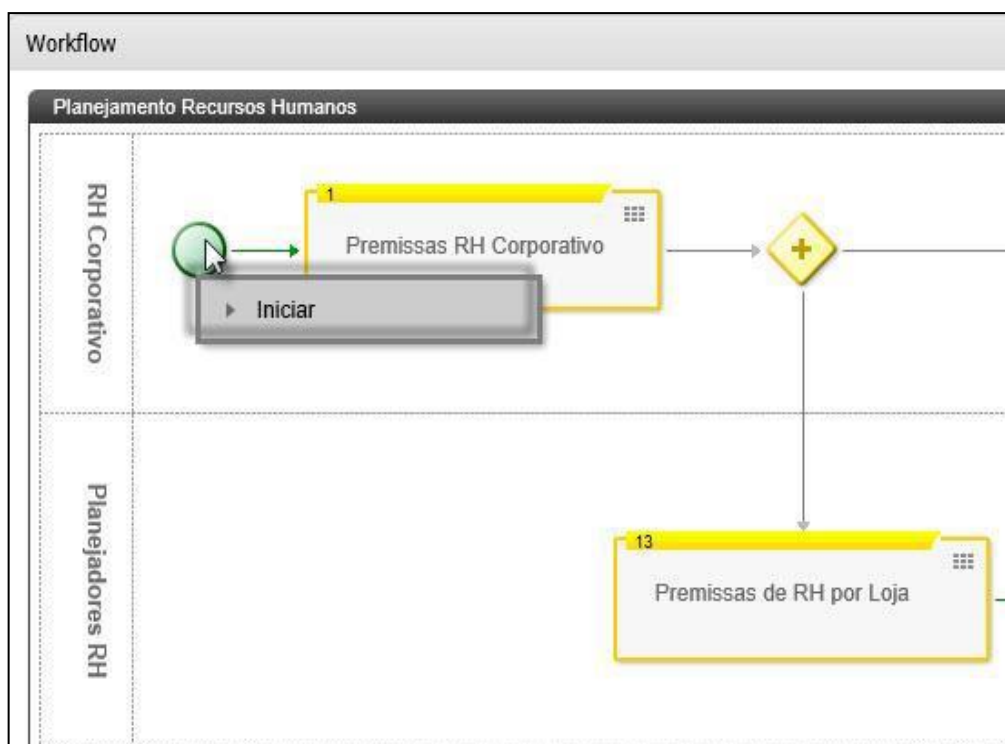 Workflow
Planejamento Recursos Humanos
RH Corporativo
1
Premissas RH Corporativo
Iniciar
Planejadores RH
13
Premissas de RH por Loja